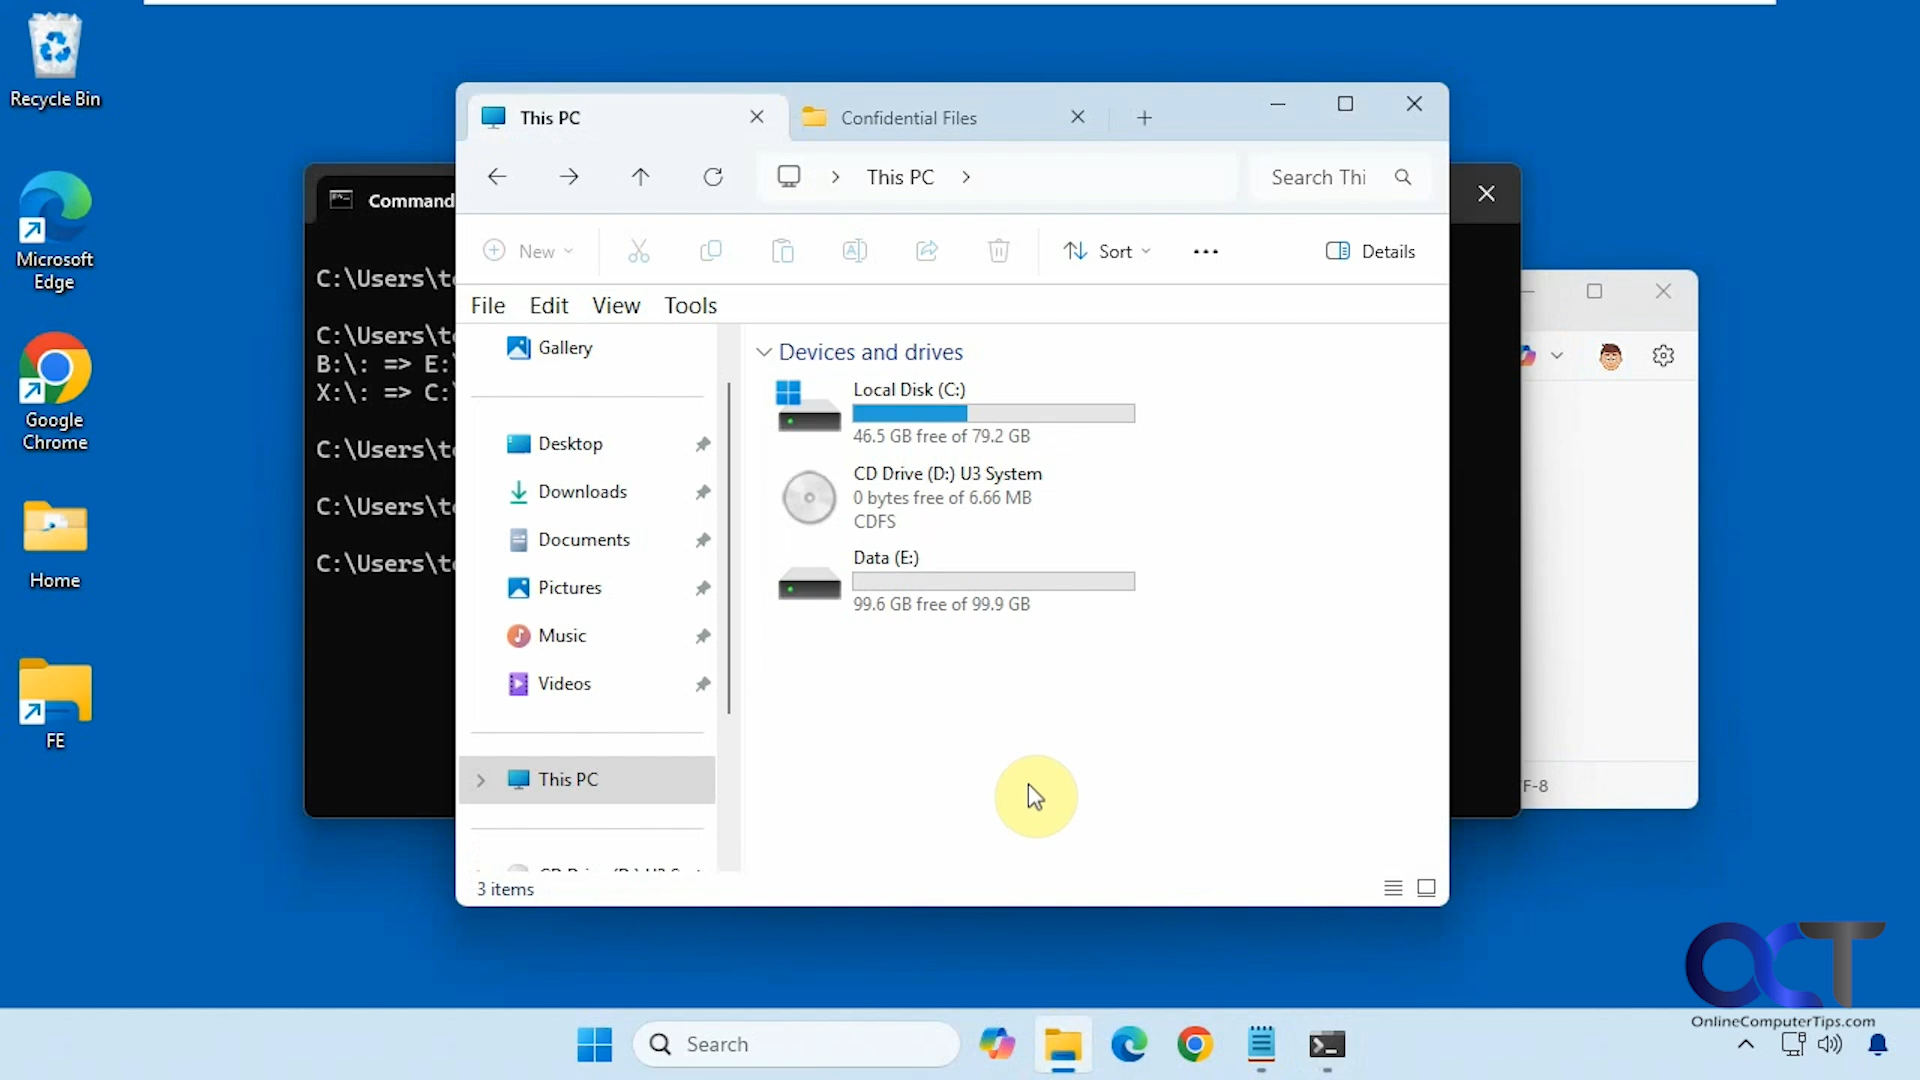 Recycle Bin
Microsoft
Edge
Google
Chrome
Home
FE
Command
C:\Users\t
C:\Users\t
B:\: => E:
X:\: => C:
C:\Users\t
C:\Users\t
C:\Users\t
This PC
Confidential Files
This PC
Search Thi
New
Sort
Details
File Edit View Tools
Gallery
Desktop
Downloads
Documents
Pictures
Music
Videos
This PC
Devices and drives
Local Disk (C:)
46.5 GB free of 79.2 GB
CD Drive (D:) U3 System
0 bytes free of 6.66 MB
CDFS
Data (E:)
99.6 GB free of 99.9 GB
3 items
F-8
OCT
OnlineComputerTips.com
Search